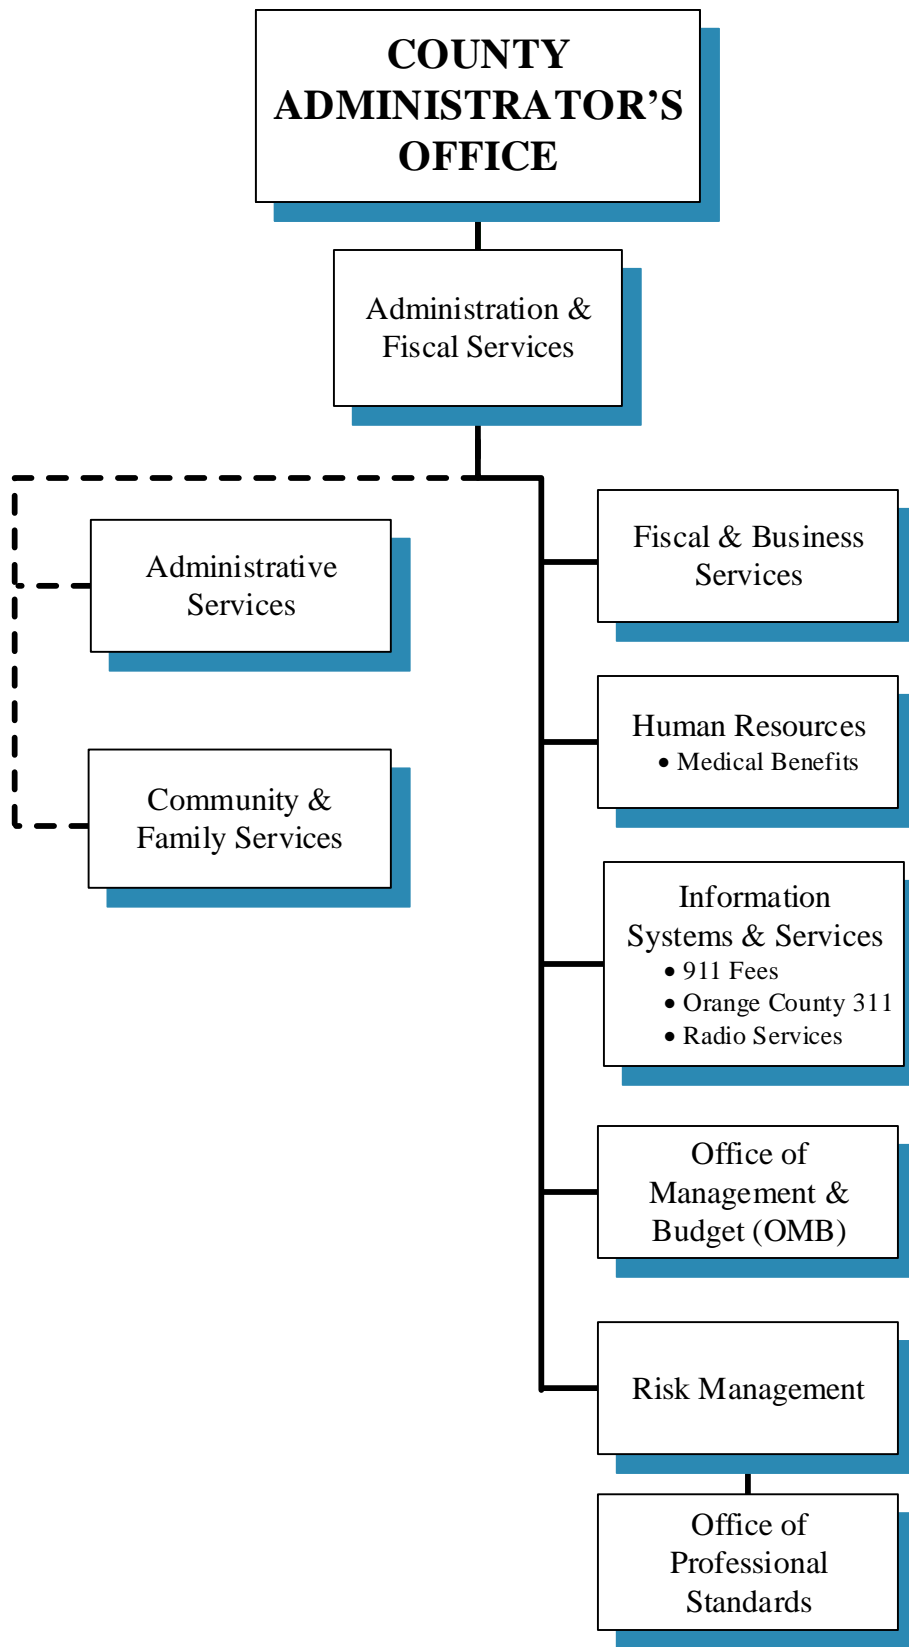 COUNTY
ADMINISTRATOR'S
OFFICE
Administration &
Fiscal Services
Administrative
Services
Community &
Family Services
Fiscal & Business
Services
Human Resources
• Medical Benefits
Information
Systems & Services
• 911 Fees
• Orange County 311
• Radio Services
Office of
Management &
Budget (OMB)
Risk Management
Office of
Professional
Standards